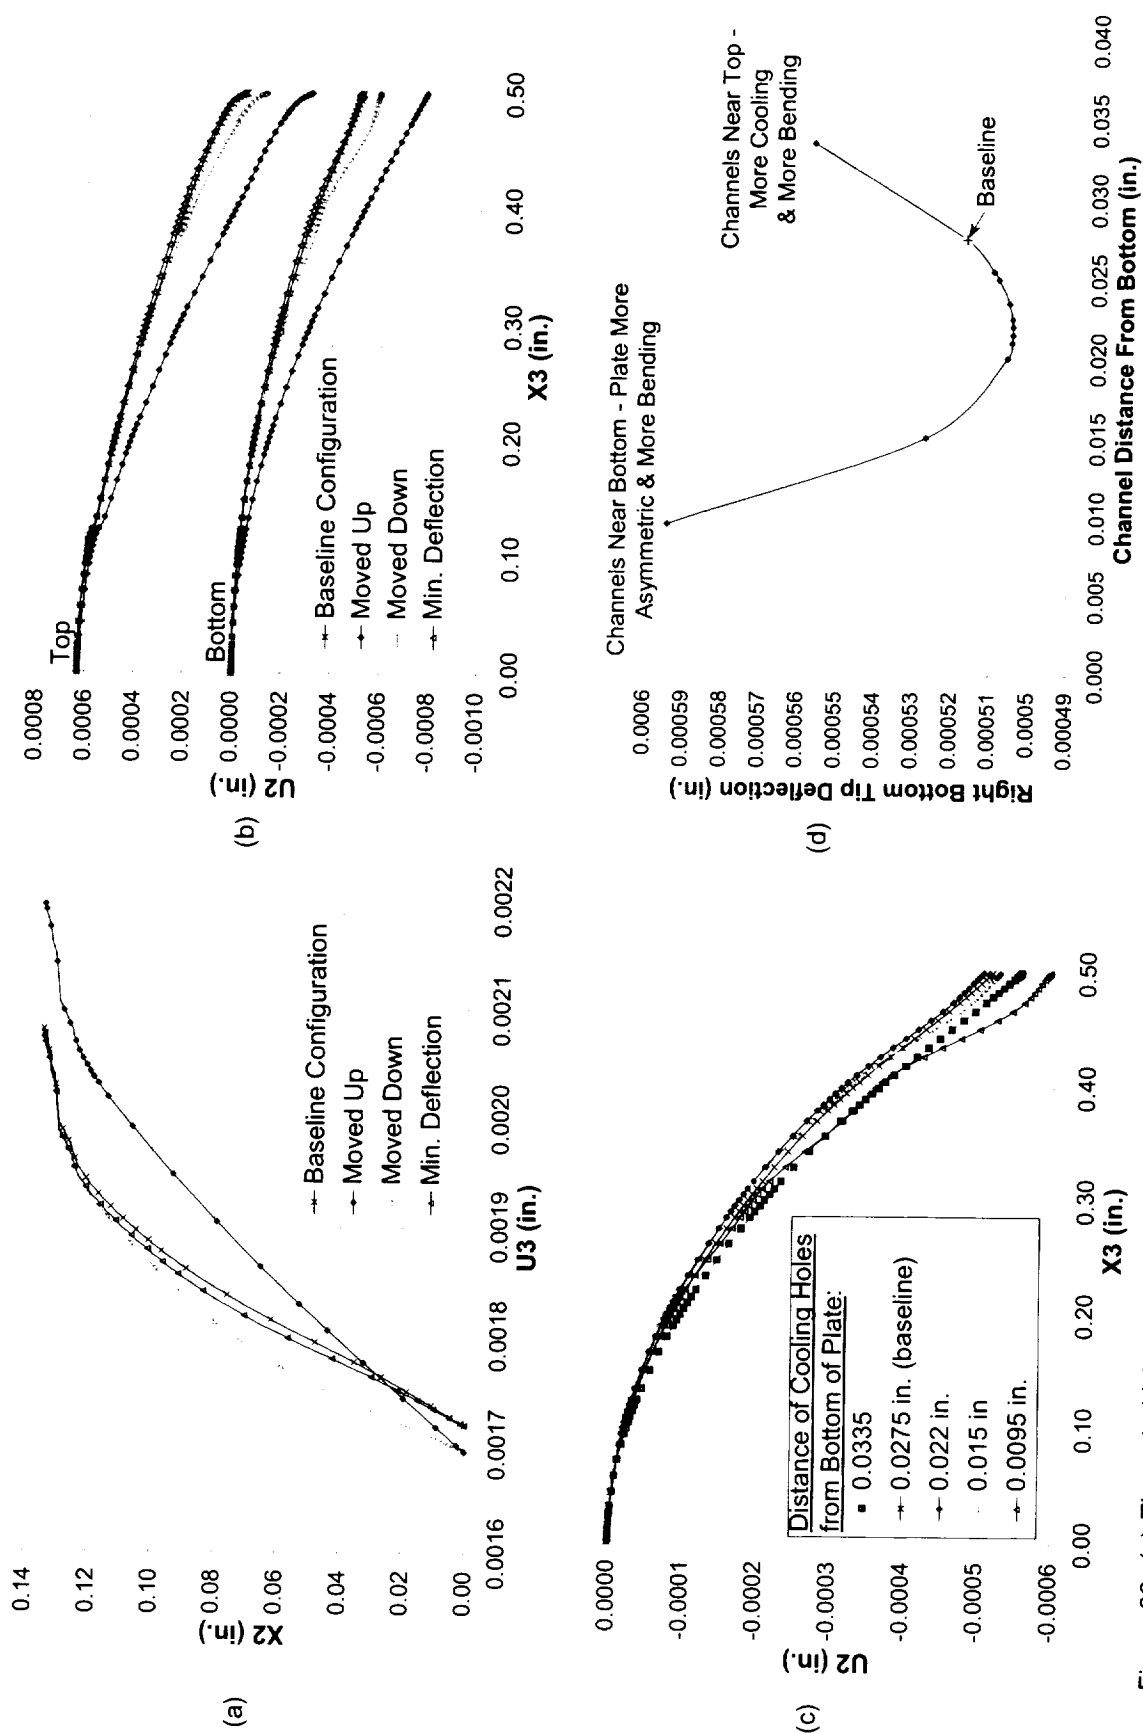 (a)
X2 (in.)
0.14
0.12
0.10
0.08
0.06
0.04
0.02
0.00
0.0016
0.0017
0.0018
0.0019
0.0020
0.0021
0.0022
U3 (in.)
Baseline Configuration
Moved Up
Moved Down
Min. Deflection
(b)
U2 (in.)
0.0008
0.0006
0.0004
0.0002
0.0000
-0.0002
-0.0004
-0.0006
-0.0008
-0.0010
Top
Bottom
0.00
0.10
0.20
0.30
0.40
0.50
X3 (in.)
Baseline Configuration
Moved Up
Moved Down
Min. Deflection
(c)
U2 (in.)
0.0000
-0.0001
-0.0002
-0.0003
-0.0004
-0.0005
-0.0006
Distance of Cooling Holes
from Bottom of Plate:
0.0335
0.0275 in. (baseline)
0.022 in.
0.015 in
0.0095 in.
0.00
0.10
0.20
0.30
0.40
0.50
X3 (in.)
(d)
Right Bottom Tip Deflection (in.)
0.0006
0.00059
0.00058
0.00057
0.00056
0.00055
0.00054
0.00053
0.00052
0.00051
0.0005
0.00049
Channels Near Bottom - Plate More
Asymmetric & More Bending
Channels Near Top -
More Cooling
& More Bending
Baseline
0.000
0.005
0.010
0.015
0.020
0.025
0.030
0.035
0.040
Channel Distance From Bottom (in.)